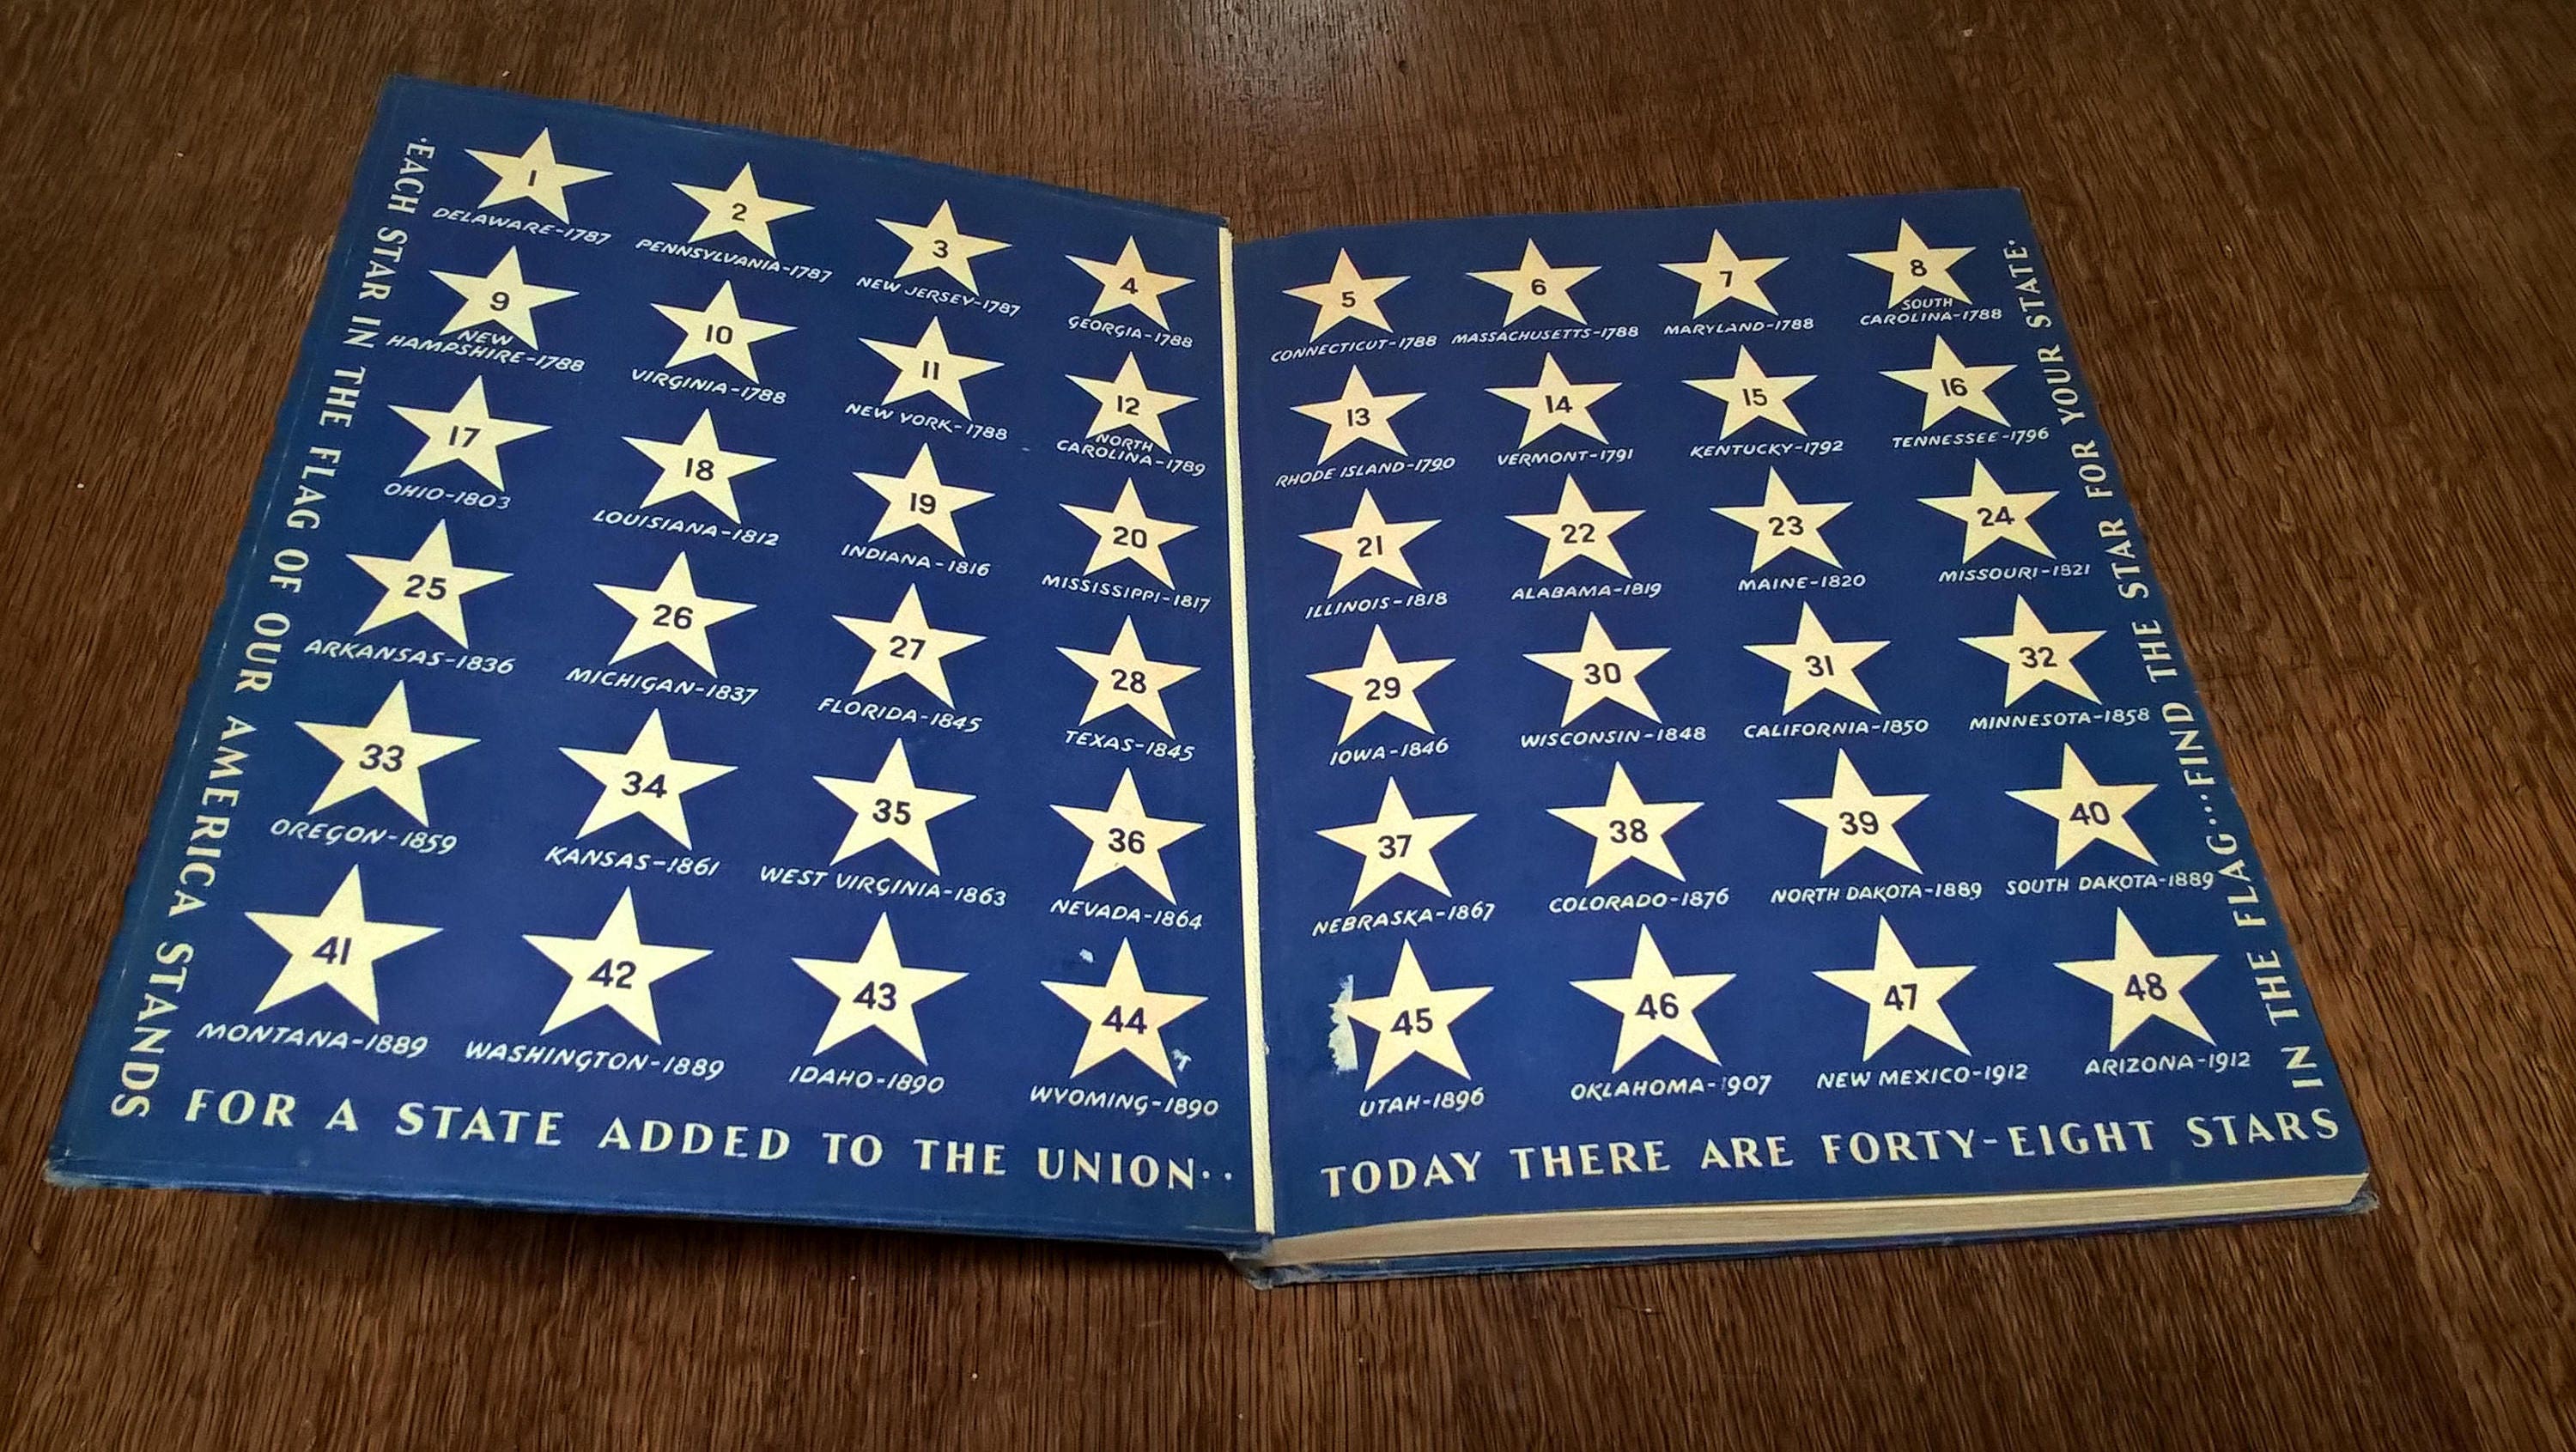 ·EACH STAR IN THE FLAG OF OUR AMERICA STANDS
FOR A STATE ADDED TO THE UNION··
TODAY THERE ARE FORTY-EIGHT STARS
IN THE FLAG...FIND THE STAR FOR YOUR STATE·
1
DELAWARE-1787
2
PENNSYLVANIA-1787
3
NEW JERSEY-1787
4
GEORGIA-1788
5
CONNECTICUT-1788
6
MASSACHUSETTS-1788
7
MARYLAND-1788
8
SOUTH
CAROLINA-1788
9
NEW
HAMPSHIRE-1788
10
VIRGINIA-1788
11
NEW YORK-1788
12
NORTH
CAROLINA-1789
13
RHODE ISLAND-1790
14
VERMONT-1791
15
KENTUCKY-1792
16
TENNESSEE-1796
17
OHIO-1803
18
LOUISIANA-1812
19
INDIANA-1816
20
MISSISSIPPI-1817
21
ILLINOIS-1818
22
ALABAMA-1819
23
MAINE-1820
24
MISSOURI-1821
25
ARKANSAS-1836
26
MICHIGAN-1837
27
FLORIDA-1845
28
TEXAS-1845
29
IOWA-1846
30
WISCONSIN-1848
31
CALIFORNIA-1850
32
MINNESOTA-1858
33
OREGON-1859
34
KANSAS-1861
35
WEST VIRGINIA-1863
36
NEVADA-1864
37
NEBRASKA-1867
38
COLORADO-1876
39
NORTH DAKOTA-1889
40
SOUTH DAKOTA-1889
41
MONTANA-1889
42
WASHINGTON-1889
43
IDAHO-1890
44
WYOMING-1890
45
UTAH-1896
46
OKLAHOMA-1907
47
NEW MEXICO-1912
48
ARIZONA-1912